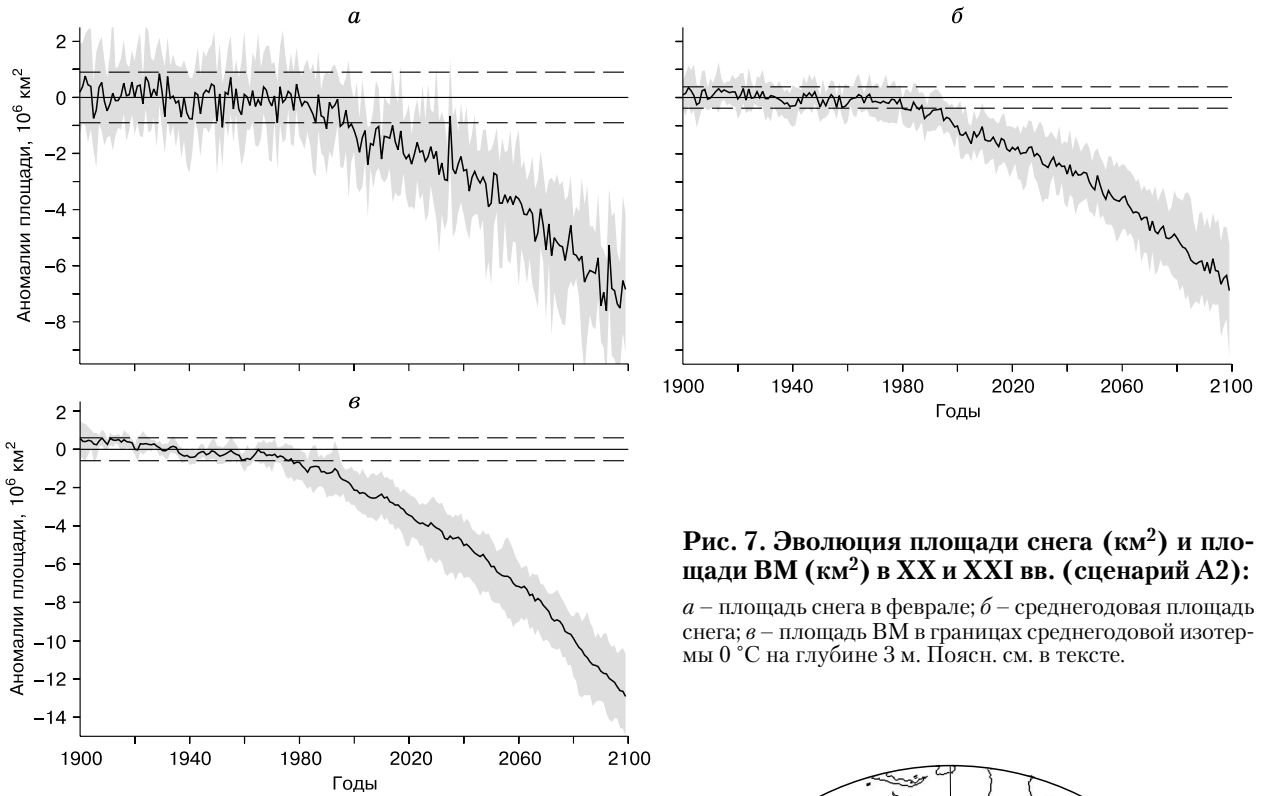 а
Аномалии площади, 10⁶ км²
2
0
−2
−4
−6
−8
б
1900 1940 1980 2020 2060 2100
Годы
в
Аномалии площади, 10⁶ км²
2
0
−2
−4
−6
−8
−10
−12
−14
1900 1940 1980 2020 2060 2100
Годы
Рис. 7. Эволюция площади снега (км²) и пло-
щади ВМ (км²) в XX и XXI вв. (сценарий А2):
а – площадь снега в феврале; б – среднегодовая площадь
снега; в – площадь ВМ в границах среднегодовой изотер-
мы 0 °С на глубине 3 м. Поясн. см. в тексте.